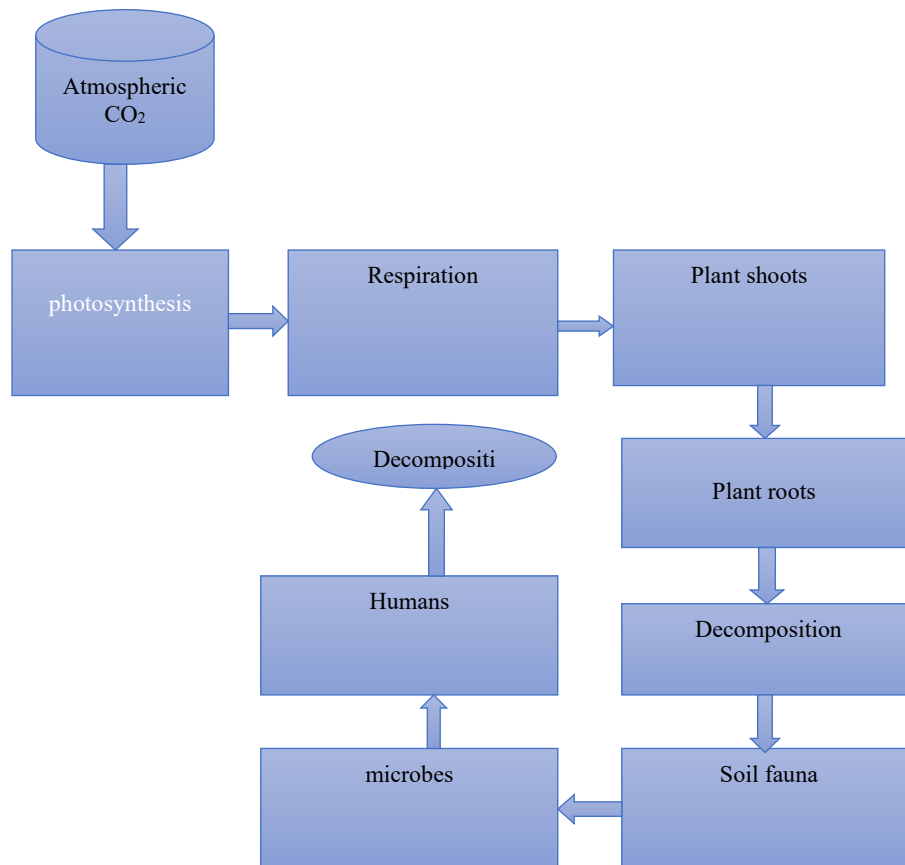 Atmospheric
CO₂
photosynthesis
Respiration
Plant shoots
Plant roots
Decomposition
Soil fauna
microbes
Humans
Decompositi